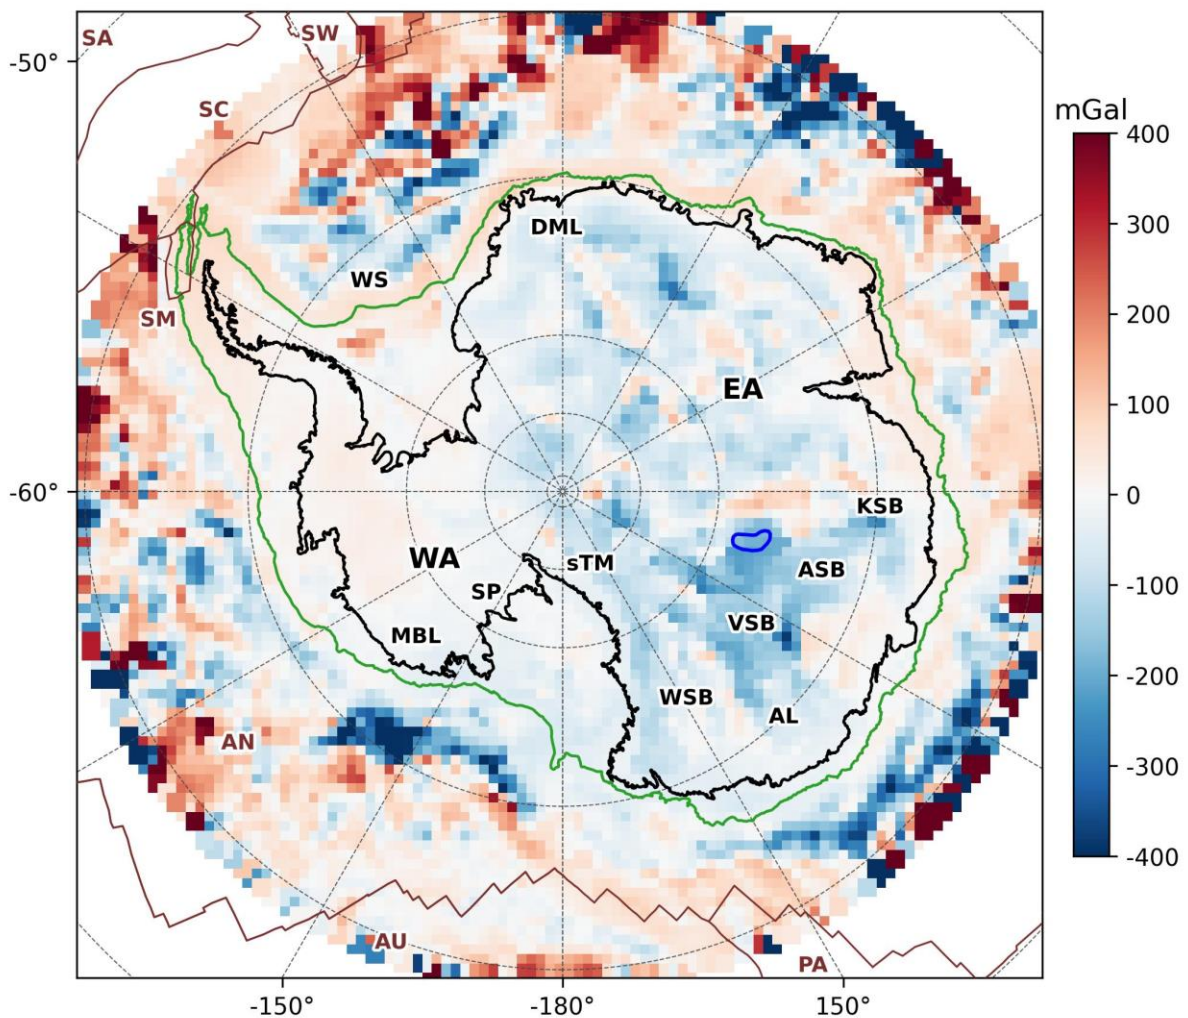 SA
SW
-50°
SC
mGal
400
300
DML
WS
SM
200
EA
100
-60°
0
KSB
WA
sTM
ASB
SP
-100
MBL
VSB
-200
WSB
AL
AN
-300
-400
AU
PA
-150°
-180°
150°